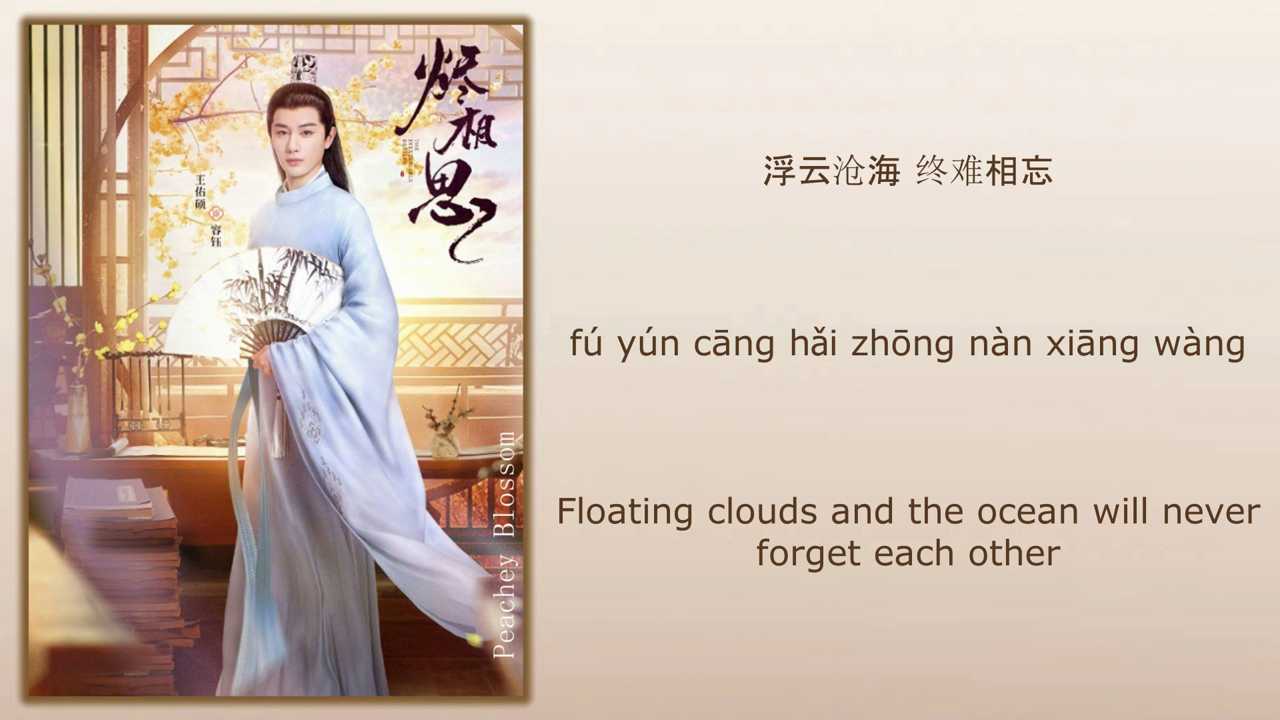 烬相思
王佑硕
饰
容钰
Peachey Blossom
浮云沧海 终难相忘
fú yún cāng hǎi zhōng nàn xiāng wàng
Floating clouds and the ocean will never
forget each other